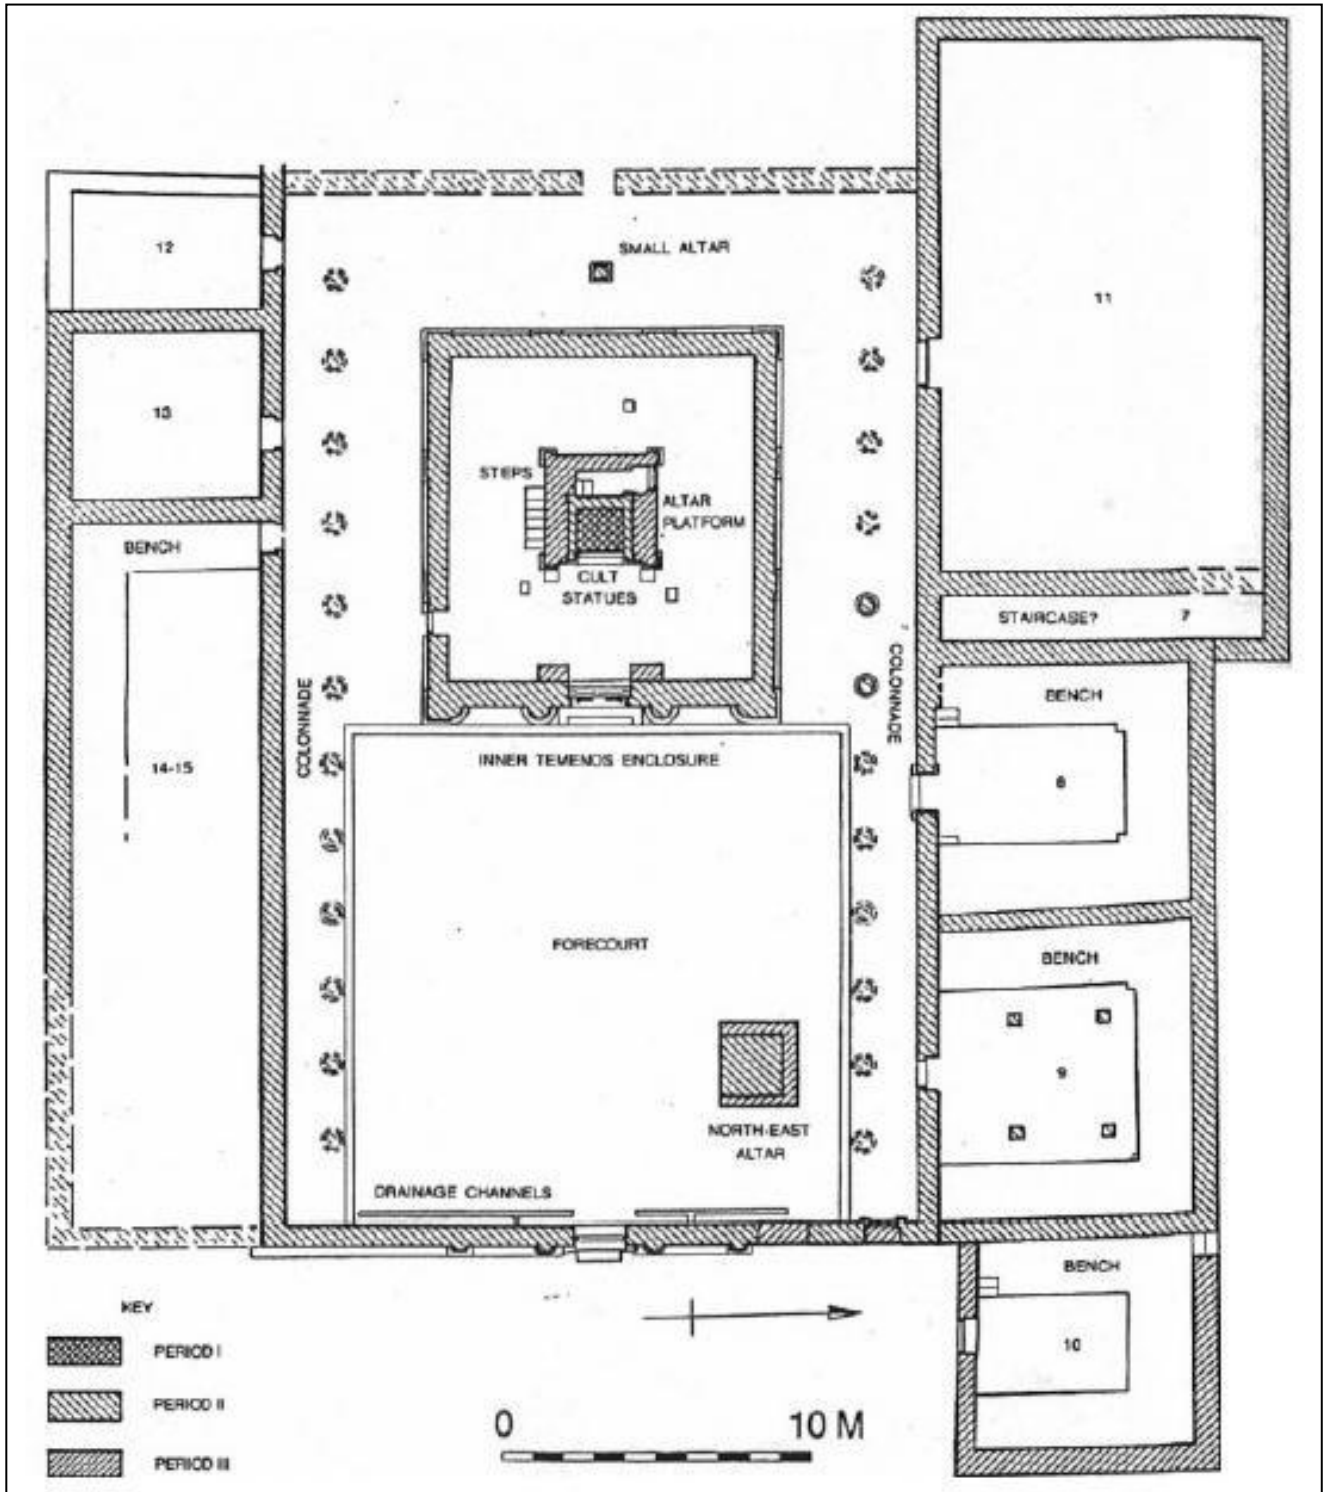 12
SMALL ALTAR
11
13
STEPS
ALTAR
PLATFORM
BENCH
CULT
STATUES
STAIRCASE?
7
COLONNADE
COLONNADE
BENCH
INNER TEMENOS ENCLOSURE
14-15
8
FORECOURT
BENCH
9
NORTH-EAST
ALTAR
DRAINAGE CHANNELS
BENCH
KEY
PERIOD I
10
PERIOD II
0
10 M
PERIOD III